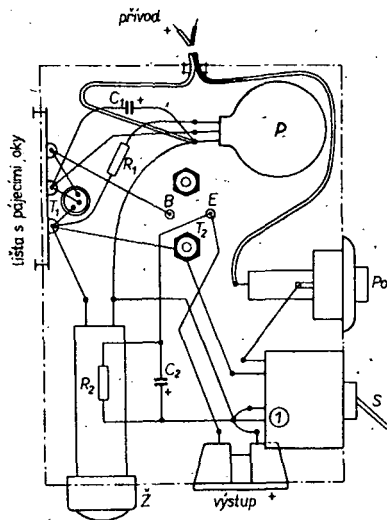 přívod +
C1 +
P
R1
lišta s pájecími oky
T1
B
E
T2
Po
R2
C2
+
1
S
Ž
výstup +